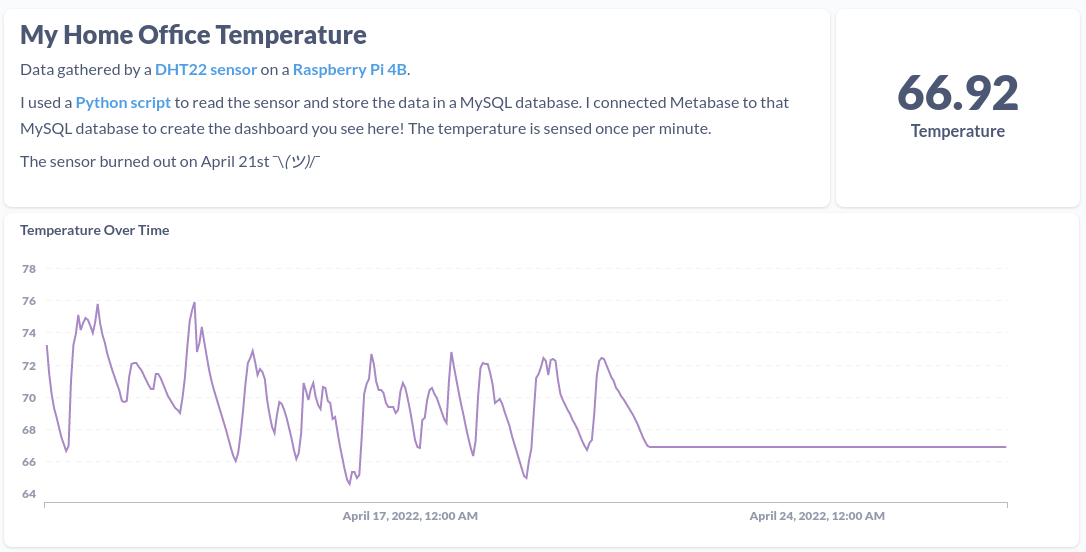 My Home Office Temperature
Data gathered by a DHT22 sensor on a Raspberry Pi 4B.
I used a Python script to read the sensor and store the data in a MySQL database. I connected Metabase to that
MySQL database to create the dashboard you see here! The temperature is sensed once per minute.
The sensor burned out on April 21st ¯\(ツ)/¯
66.92
Temperature
Temperature Over Time
78
76
74
72
70
68
66
64
April 17, 2022, 12:00 AM
April 24, 2022, 12:00 AM